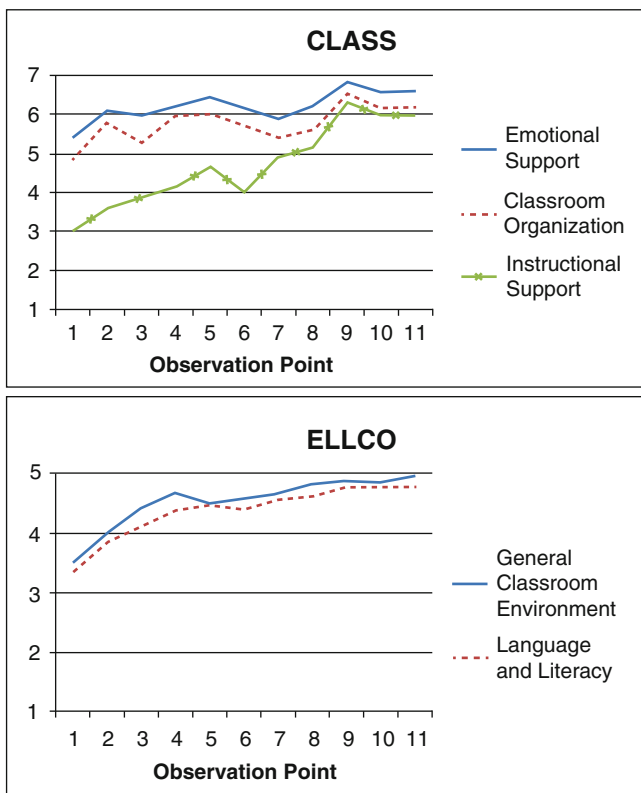 CLASS
7
6
5
4
3
2
1
1 2 3 4 5 6 7 8 9 10 11
Observation Point
Emotional
Support
Classroom
Organization
Instructional
Support
ELLCO
5
4
3
2
1
1 2 3 4 5 6 7 8 9 10 11
Observation Point
General
Classroom
Environment
Language
and Literacy